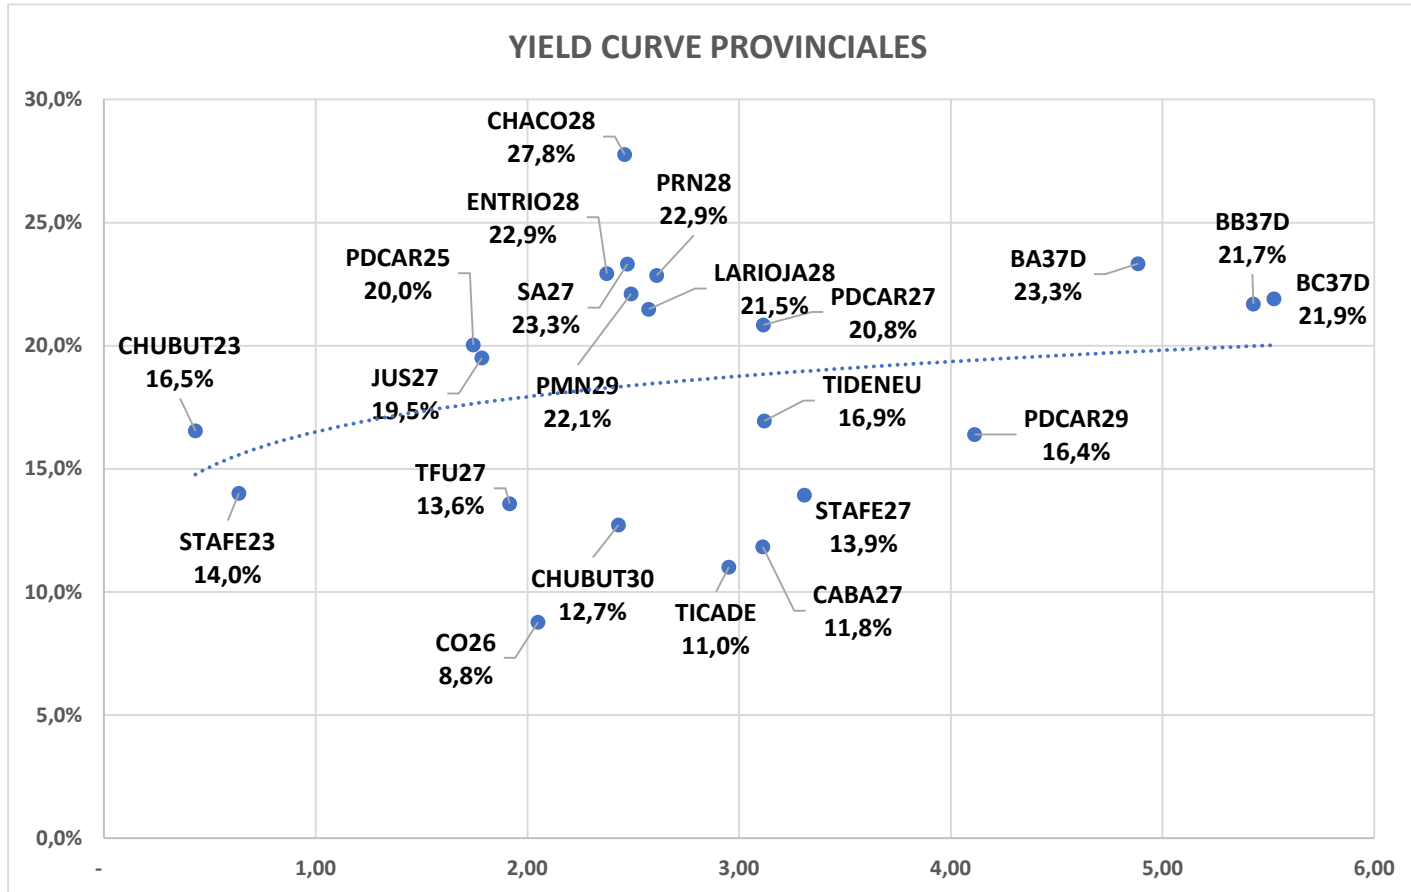 YIELD CURVE PROVINCIALES
30,0%
25,0%
20,0%
15,0%
10,0%
5,0%
0,0%
CHACO28
27,8%
PRN28
22,9%
ENTRIO28
22,9%
BB37D
21,7%
PDCAR25
20,0%
SA27
23,3%
LARIOJA28
21,5%
BA37D
23,3%
BC37D
21,9%
PDCAR27
20,8%
CHUBUT23
16,5%
JUS27
19,5%
PMN29
22,1%
TIDENEU
16,9%
PDCAR29
16,4%
TFU27
13,6%
STAFE23
14,0%
STAFE27
13,9%
CHUBUT30
12,7%
CABA27
11,8%
TICADE
11,0%
CO26
8,8%
-
1,00
2,00
3,00
4,00
5,00
6,00